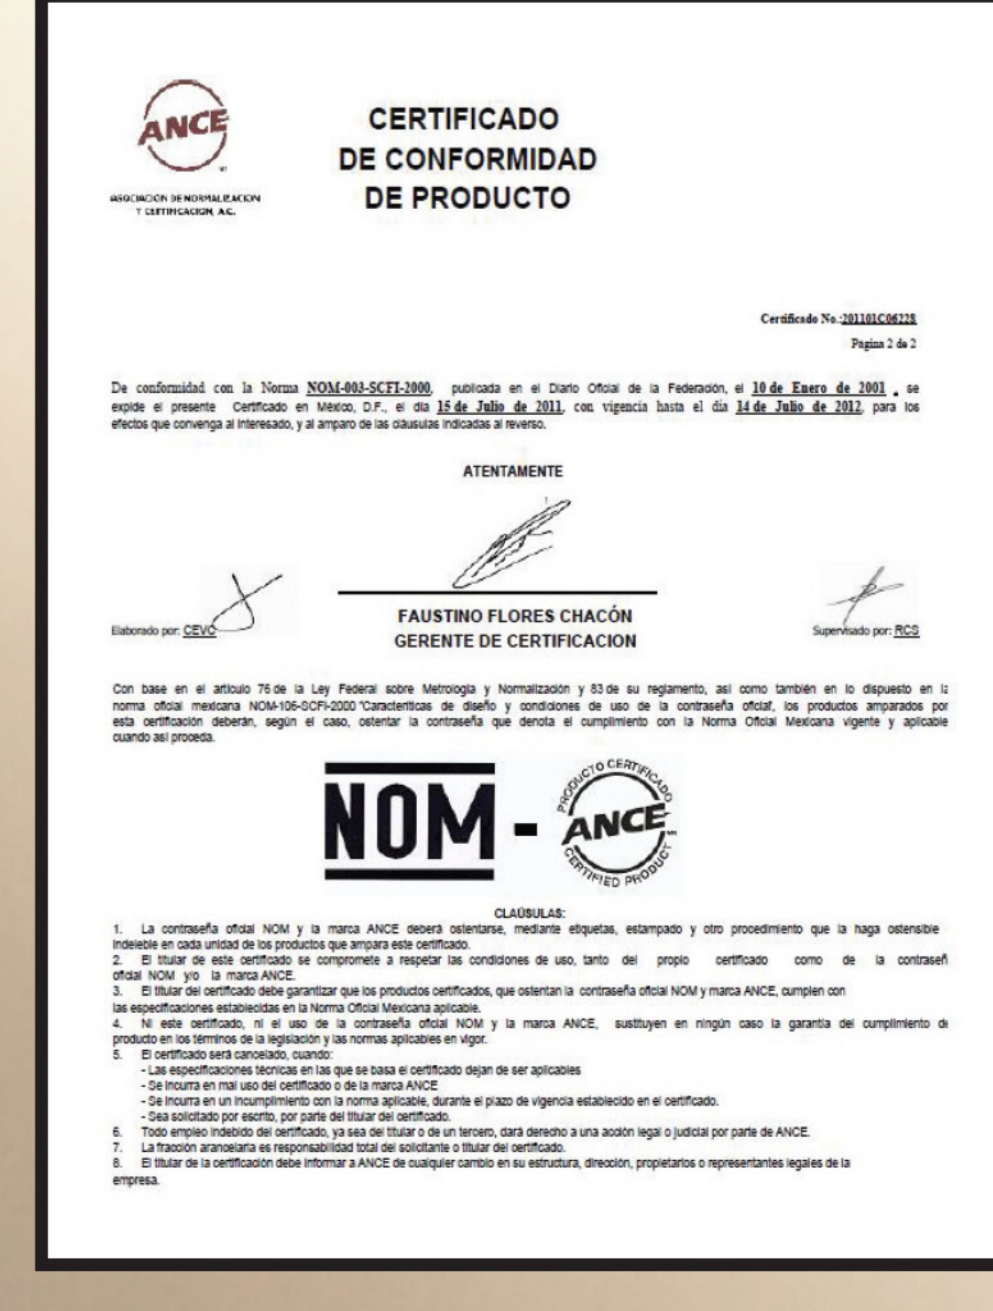 ANCE
ASOCIACION DE NORMALIZACION
Y CERTIFICACION, A.C.
CERTIFICADO
DE CONFORMIDAD
DE PRODUCTO
Certificado No.:201101C06228
Página 2 de 2
De conformidad con la Norma NOM-003-SCFI-2000, publicada en el Diario Oficial de la Federación, el 10 de Enero de 2001 , se
expide el presente Certificado en México, D.F., el día 15 de Julio de 2011, con vigencia hasta el día 14 de Julio de 2012, para los
efectos que convenga al interesado, y al amparo de las cláusulas indicadas al reverso.
ATENTAMENTE
Elaborado por: CEVC
FAUSTINO FLORES CHACÓN
GERENTE DE CERTIFICACION
Supervisado por: RCS
Con base en el artículo 76 de la Ley Federal sobre Metrología y Normalización y 83 de su reglamento, así como también en lo dispuesto en la
norma oficial mexicana NOM-106-SCFI-2000 "Caracteríticas de diseño y condiciones de uso de la contraseña oficial", los productos amparados por
esta certificación deberán, según el caso, ostentar la contraseña que denota el cumplimiento con la Norma Oficial Mexicana vigente y aplicable
cuando así proceda.
NOM - PRODUCTO CERTIFICADO ANCE CERTIFIED PRODUCT
CLAÚSULAS:
1. La contraseña oficial NOM y la marca ANCE deberá ostentarse, mediante etiquetas, estampado y otro procedimiento que la haga ostensible
indeleble en cada unidad de los productos que ampara este certificado.
2. El titular de este certificado se compromete a respetar las condiciones de uso, tanto del propio certificado como de la contraseñ
oficial NOM y/o la marca ANCE.
3. El titular del certificado debe garantizar que los productos certificados, que ostentan la contraseña oficial NOM y marca ANCE, cumplen con
las especificaciones establecidas en la Norma Oficial Mexicana aplicable.
4. Ni este certificado, ni el uso de la contraseña oficial NOM y la marca ANCE, sustituyen en ningún caso la garantía del cumplimiento de
producto en los términos de la legislación y las normas aplicables en vigor.
5. El certificado será cancelado, cuando:
- Las especificaciones técnicas en las que se basa el certificado dejan de ser aplicables
- Se incurra en mal uso del certificado o de la marca ANCE
- Se incurra en un incumplimiento con la norma aplicable, durante el plazo de vigencia establecido en el certificado.
- Sea solicitado por escrito, por parte del titular del certificado.
6. Todo empleo indebido del certificado, ya sea del titular o de un tercero, dará derecho a una acción legal o judicial por parte de ANCE.
7. La fracción arancelaria es responsabilidad total del solicitante o titular del certificado.
8. El titular de la certificación debe informar a ANCE de cualquier cambio en su estructura, dirección, propietarios o representantes legales de la
empresa.